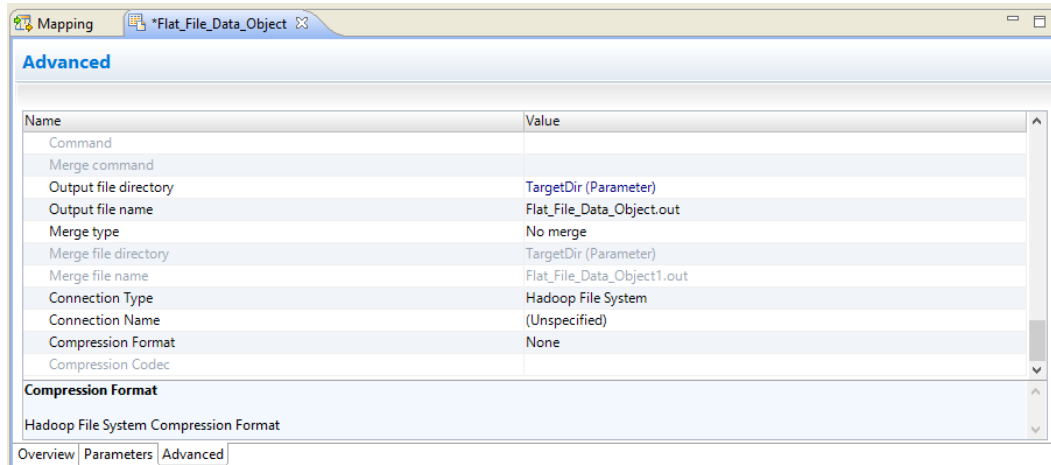 Mapping *Flat_File_Data_Object
Advanced
Name Value
Command
Merge command
Output file directory TargetDir (Parameter)
Output file name Flat_File_Data_Object.out
Merge type No merge
Merge file directory TargetDir (Parameter)
Merge file name Flat_File_Data_Object1.out
Connection Type Hadoop File System
Connection Name (Unspecified)
Compression Format None
Compression Codec
Compression Format
Hadoop File System Compression Format
Overview Parameters Advanced